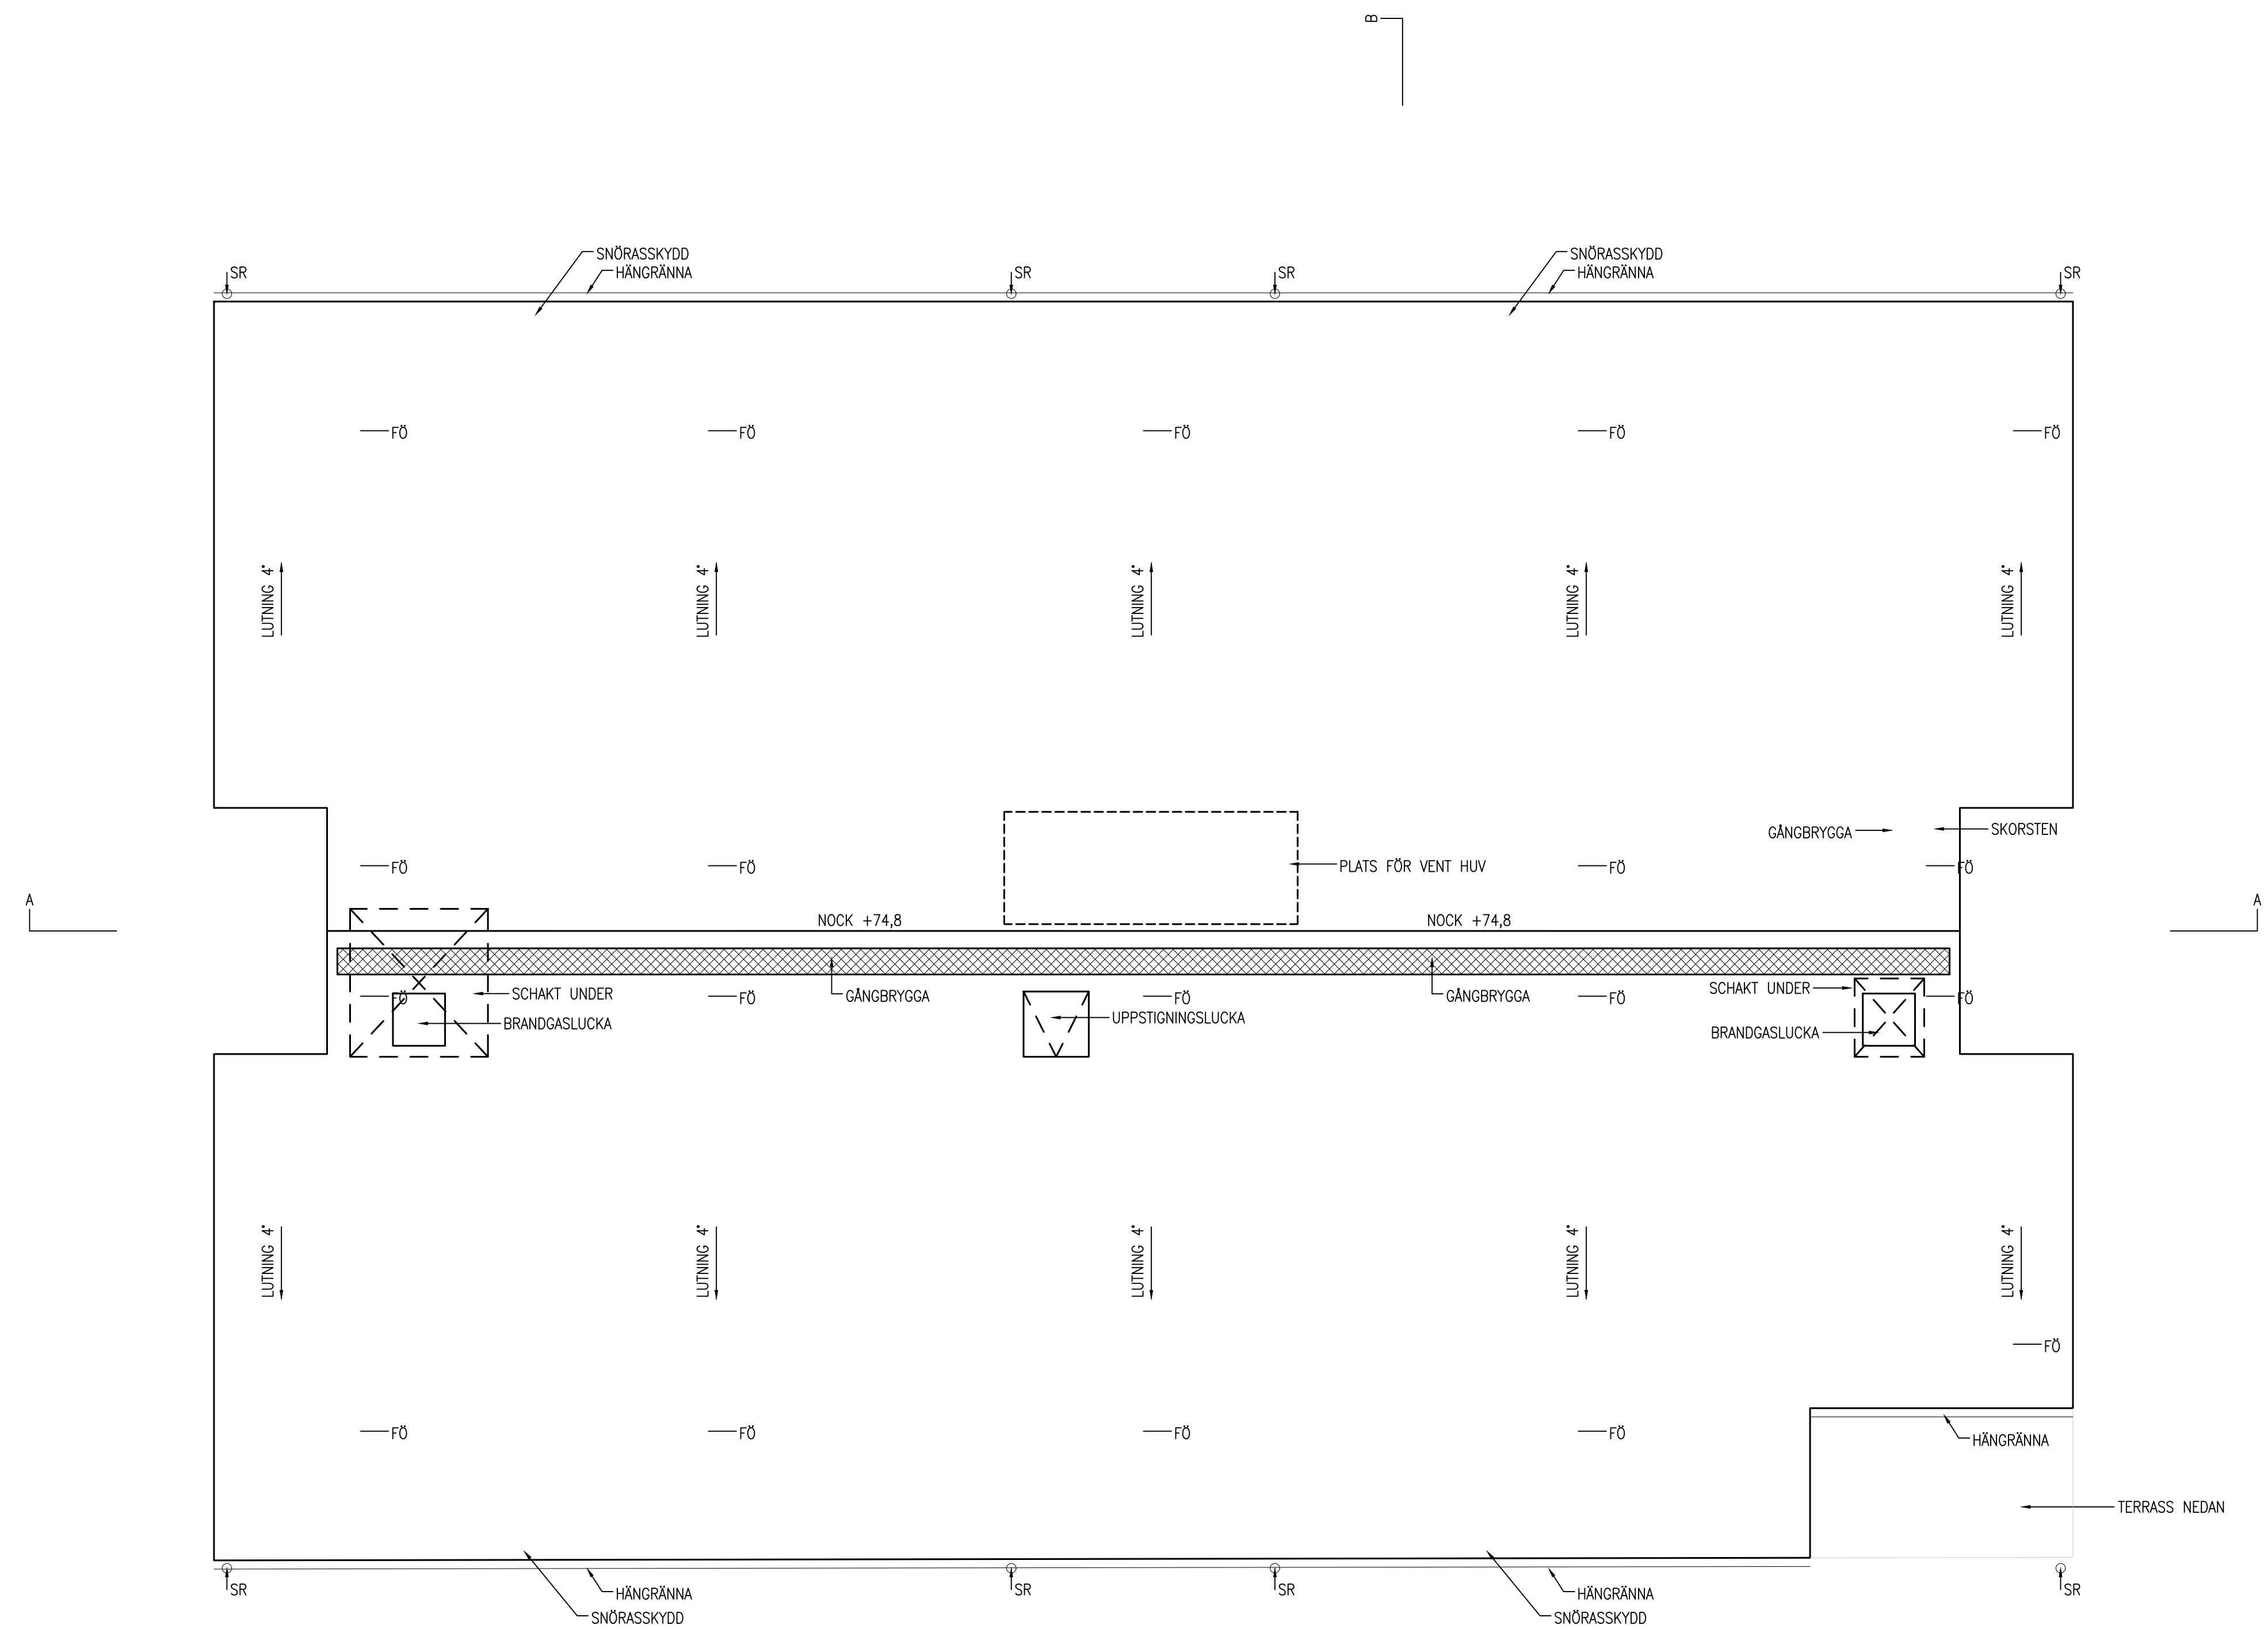 B
SNÖRASSKYDD
SNÖRASSKYDD
HÄNGRÄNNA
HÄNGRÄNNA
SR
SR
SR
SR
FÖ
FÖ
FÖ
FÖ
FÖ
LUTNING 4°
LUTNING 4°
LUTNING 4°
LUTNING 4°
LUTNING 4°
GÅNGBRYGGA
SKORSTEN
FÖ
FÖ
PLATS FÖR VENT HUV
FÖ
FÖ
A
A
NOCK +74,8
NOCK +74,8
SCHAKT UNDER
SCHAKT UNDER
FÖ
FÖ
GÅNGBRYGGA
FÖ
GÅNGBRYGGA
FÖ
FÖ
BRANDGASLUCKA
UPPSTIGNINGSLUCKA
BRANDGASLUCKA
LUTNING 4°
LUTNING 4°
LUTNING 4°
LUTNING 4°
LUTNING 4°
FÖ
FÖ
FÖ
FÖ
FÖ
HÄNGRÄNNA
TERRASS NEDAN
SR
SR
SR
SR
HÄNGRÄNNA
HÄNGRÄNNA
SNÖRASSKYDD
SNÖRASSKYDD